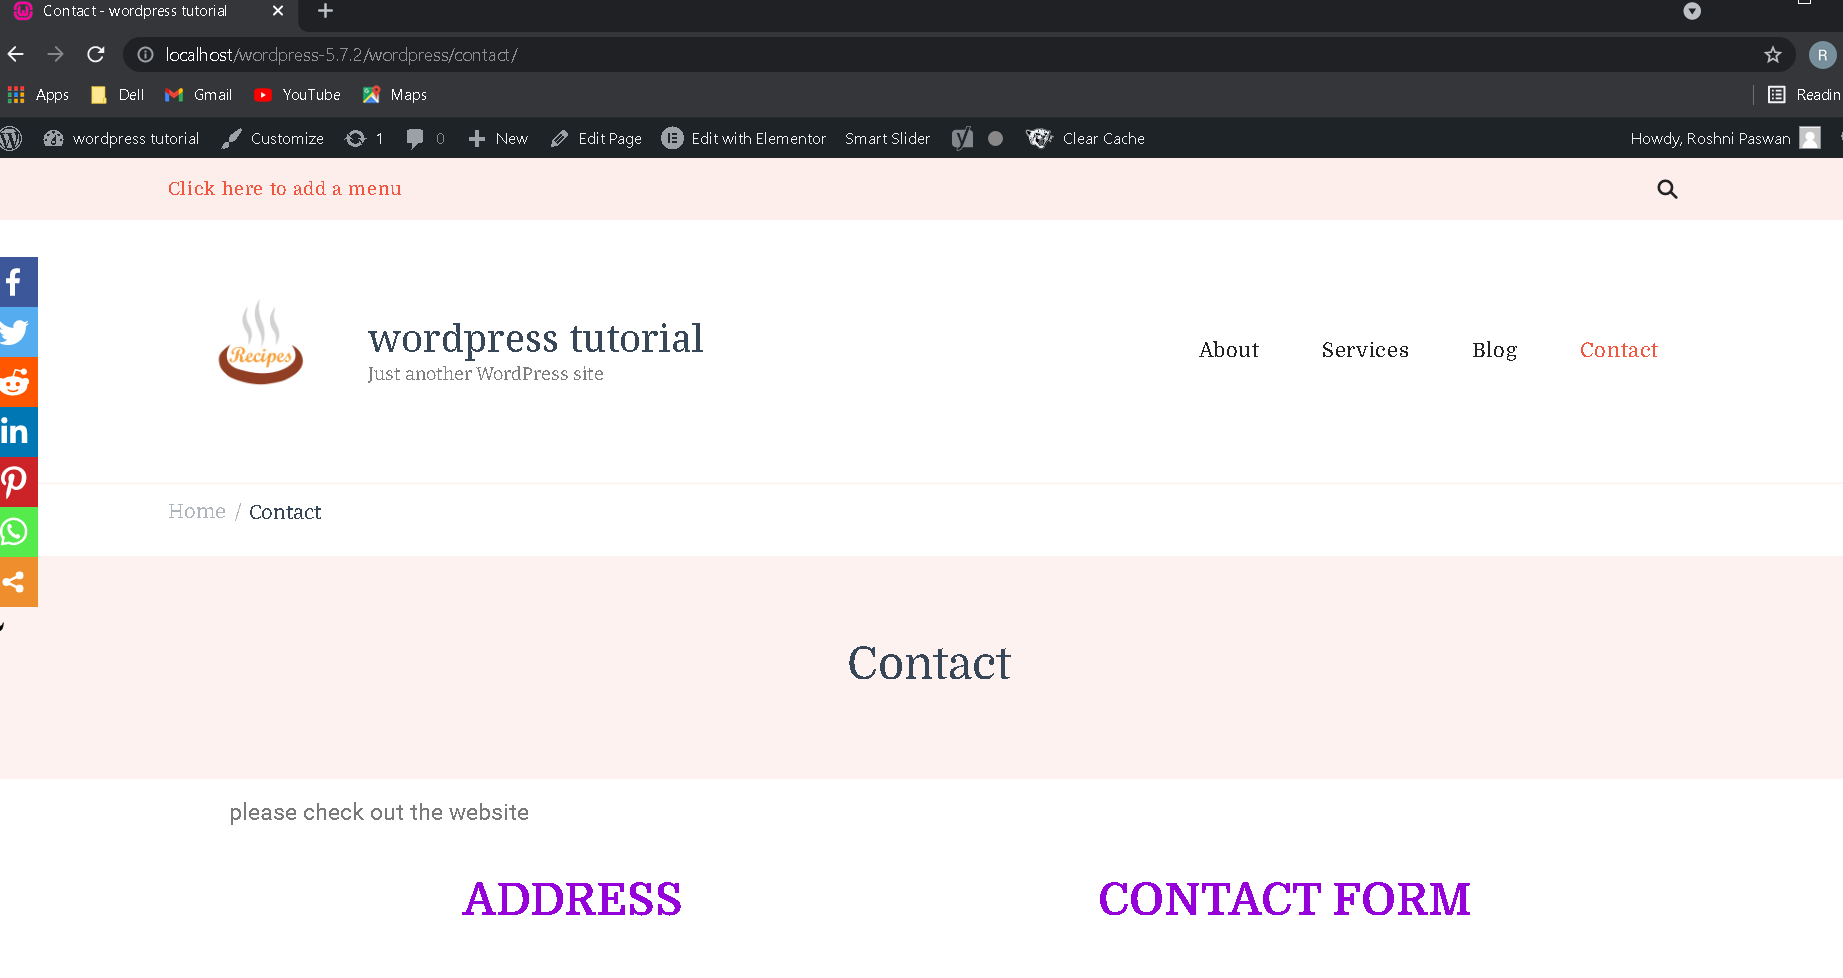 Contact - wordpress tutorial
localhost/wordpress-5.7.2/wordpress/contact/
R
Apps Dell Gmail YouTube Maps Readin
wordpress tutorial Customize 1 0 New Edit Page Edit with Elementor Smart Slider Clear Cache Howdy, Roshni Paswan
Click here to add a menu
Recipes
wordpress tutorial
Just another WordPress site
About Services Blog Contact
Home / Contact
Contact
please check out the website
ADDRESS CONTACT FORM